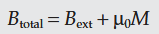 B_total = B_ext + μ₀M